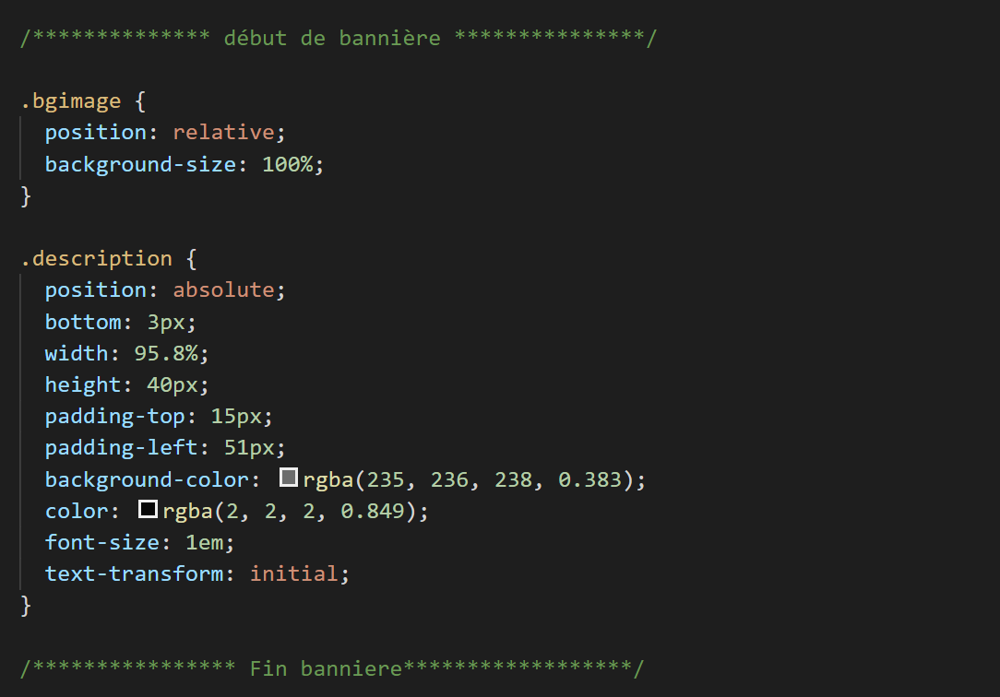 /************** début de bannière ***************/
.bgimage {
position: relative;
background-size: 100%;
}
.description {
position: absolute;
bottom: 3px;
width: 95.8%;
height: 40px;
padding-top: 15px;
padding-left: 51px;
background-color: rgba(235, 236, 238, 0.383);
color: rgba(2, 2, 2, 0.849);
font-size: 1em;
text-transform: initial;
}
/**************** Fin banniere******************/